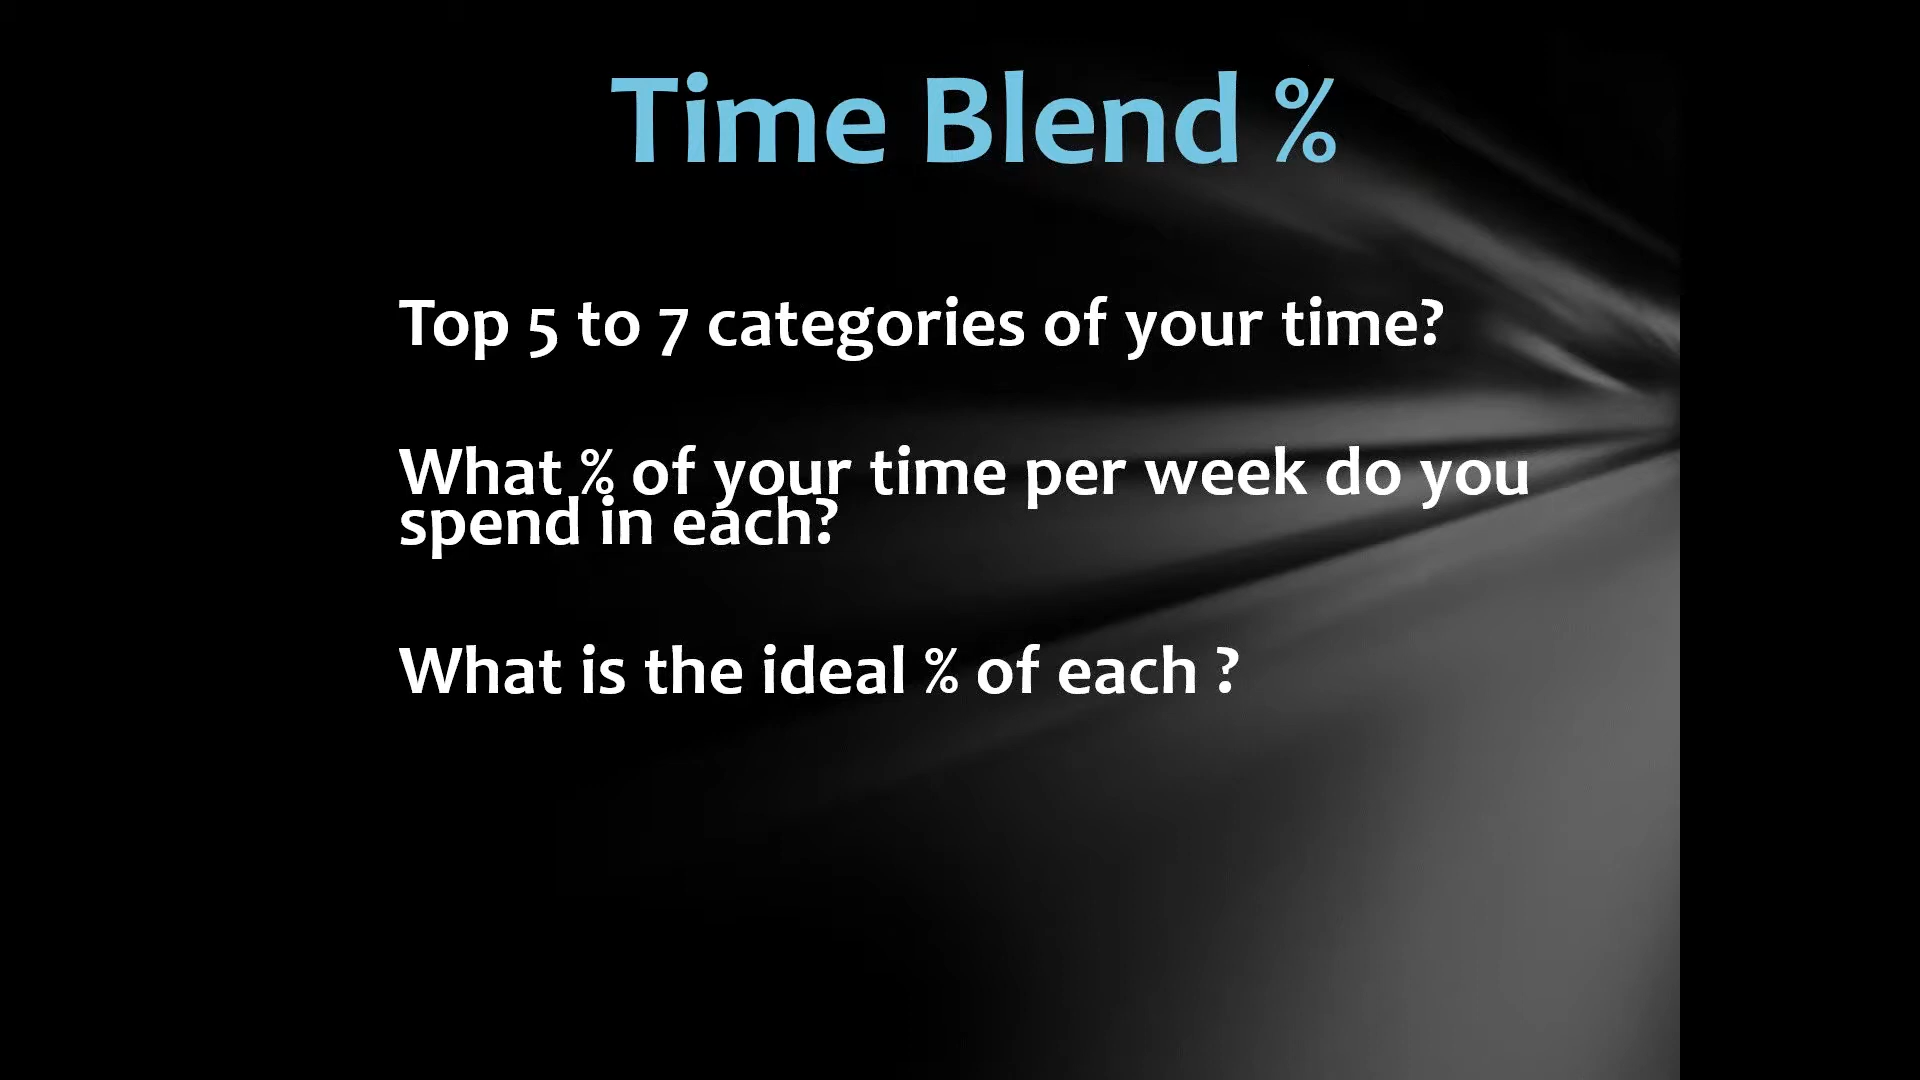 Time Blend %
Top 5 to 7 categories of your time?
What % of your time per week do you
spend in each?
What is the ideal % of each ?